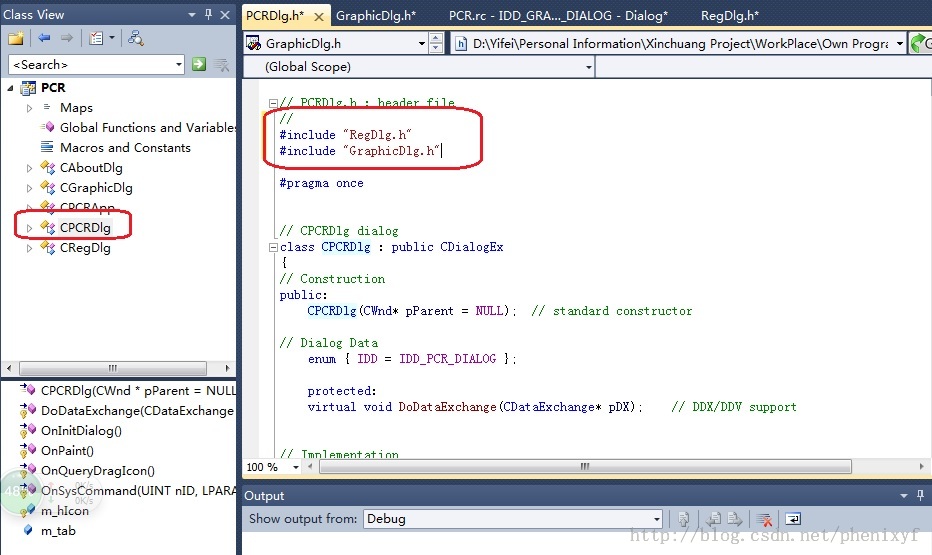 Class View
<Search>
PCR
Maps
Global Functions and Variables
Macros and Constants
CAboutDlg
CGraphicDlg
CPCRApp
CPCRDlg
CRegDlg
CPCRDlg(CWnd * pParent = NULL
DoDataExchange(CDataExchange
OnInitDialog()
OnPaint()
OnQueryDragIcon()
OnSysCommand(UINT nID, LPARA
m_hIcon
m_tab
0K/s
0K/s
PCRDlg.h*
GraphicDlg.h*
PCR.rc - IDD_GRA..._DIALOG - Dialog*
RegDlg.h*
GraphicDlg.h
D:\Yifei\Personal Information\Xinchuang Project\WorkPlace\Own Progra
(Global Scope)
// PCRDlg.h : header file
//
#include "RegDlg.h"
#include "GraphicDlg.h"
#pragma once
// CPCRDlg dialog
class CPCRDlg : public CDialogEx
{
// Construction
public:
CPCRDlg(CWnd* pParent = NULL);  // standard constructor
// Dialog Data
enum { IDD = IDD_PCR_DIALOG };
protected:
virtual void DoDataExchange(CDataExchange* pDX);    // DDX/DDV support
// Implementation
100 %
Output
Show output from: Debug
http://blog.csdn.net/phenixyf